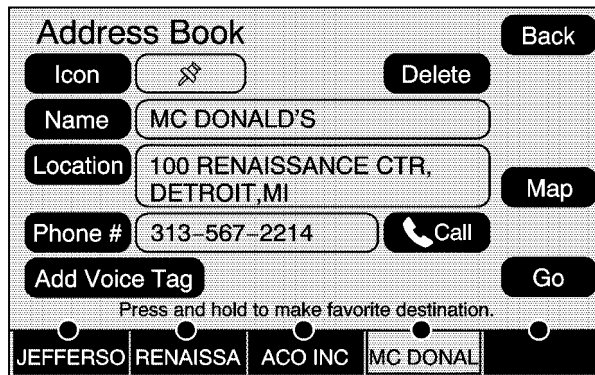 Address Book
Back
Icon
Delete
Name MC DONALD'S
Location 100 RENAISSANCE CTR,
DETROIT,MI
Map
Phone # 313-567-2214 Call
Add Voice Tag
Go
Press and hold to make favorite destination.
JEFFERSO RENAISSA ACO INC MC DONAL